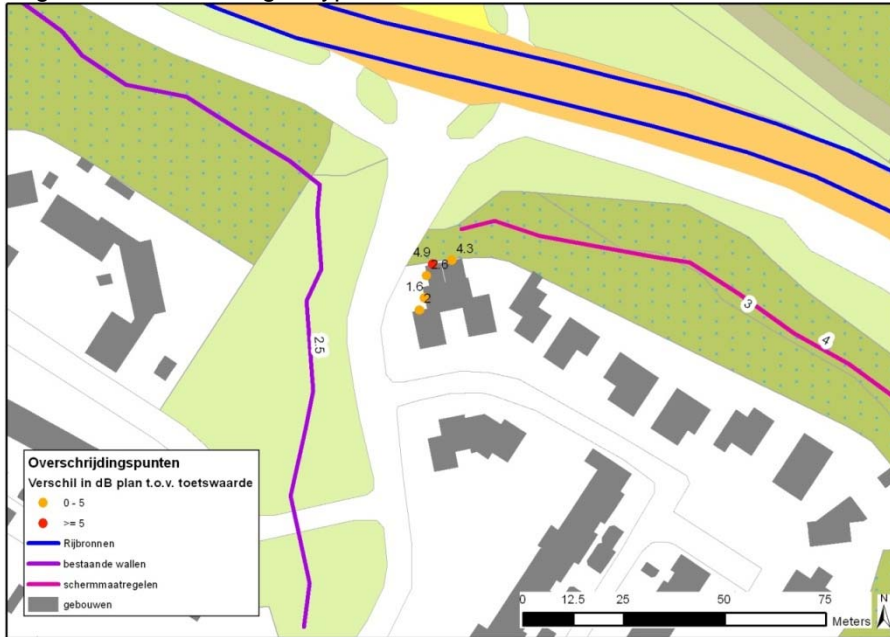 4.9
4.3
2.6
1.6
2
2.5
3
4
Overschrijdingspunten
Verschil in dB plan t.o.v. toetswaarde
0 - 5
>= 5
Rijbronnen
bestaande wallen
schermmaatregelen
gebouwen
0 12.5 25 50 75
Meters
N